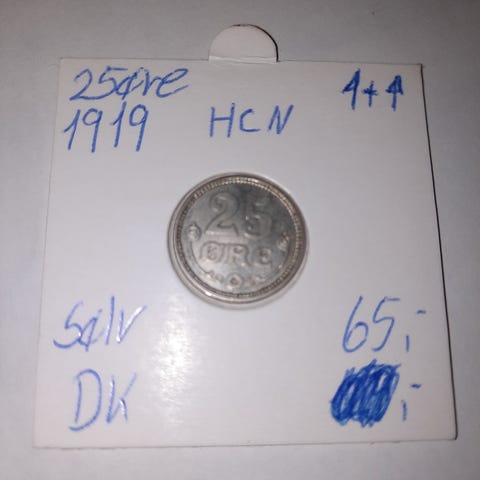 25øre 1+1
1919 HCN
25
ØRE
Sølv 65,-
DK ,-